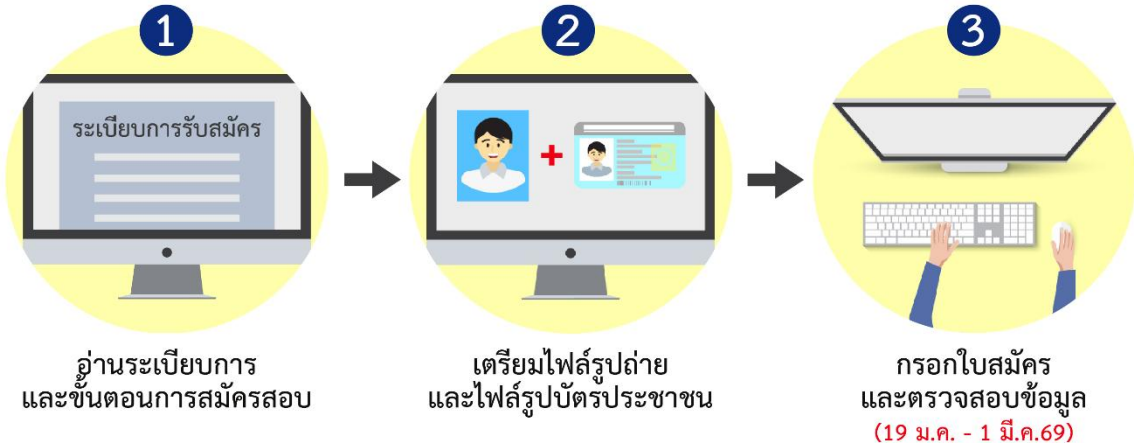 1
2
3
ระเบียบการรับสมัคร
อ่านระเบียบการ
และขั้นตอนการสมัครสอบ
เตรียมไฟล์รูปถ่าย
และไฟล์รูปบัตรประชาชน
กรอกใบสมัคร
และตรวจสอบข้อมูล
(19 ม.ค. - 1 มี.ค.69)